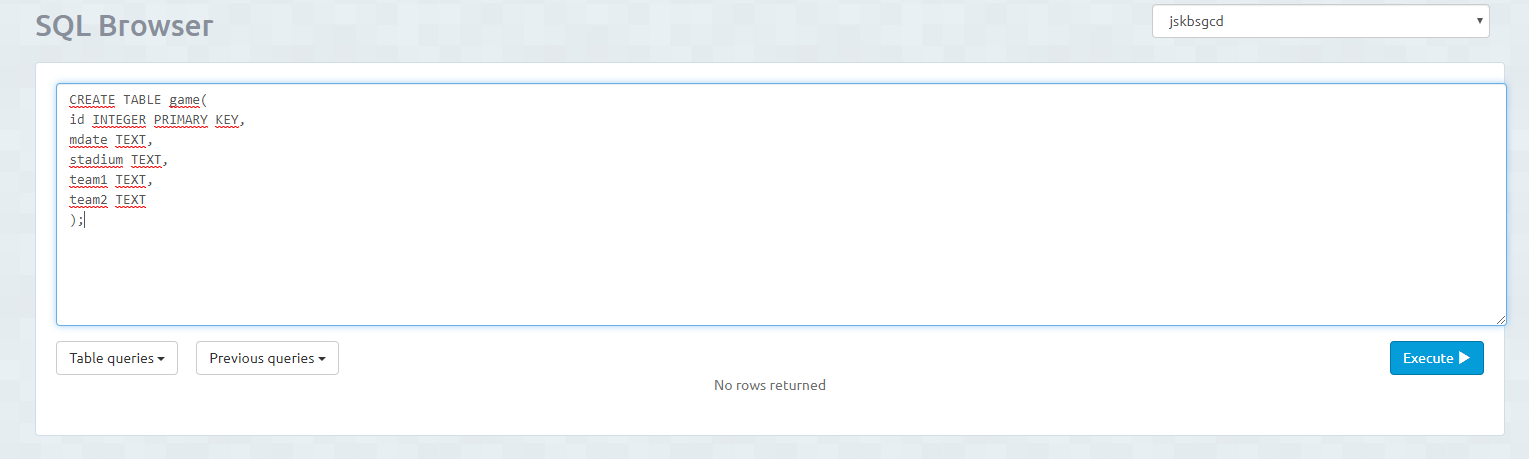 SQL Browser
jskbsgcd
CREATE TABLE game(
id INTEGER PRIMARY KEY,
mdate TEXT,
stadium TEXT,
team1 TEXT,
team2 TEXT
);
Table queries
Previous queries
Execute
No rows returned